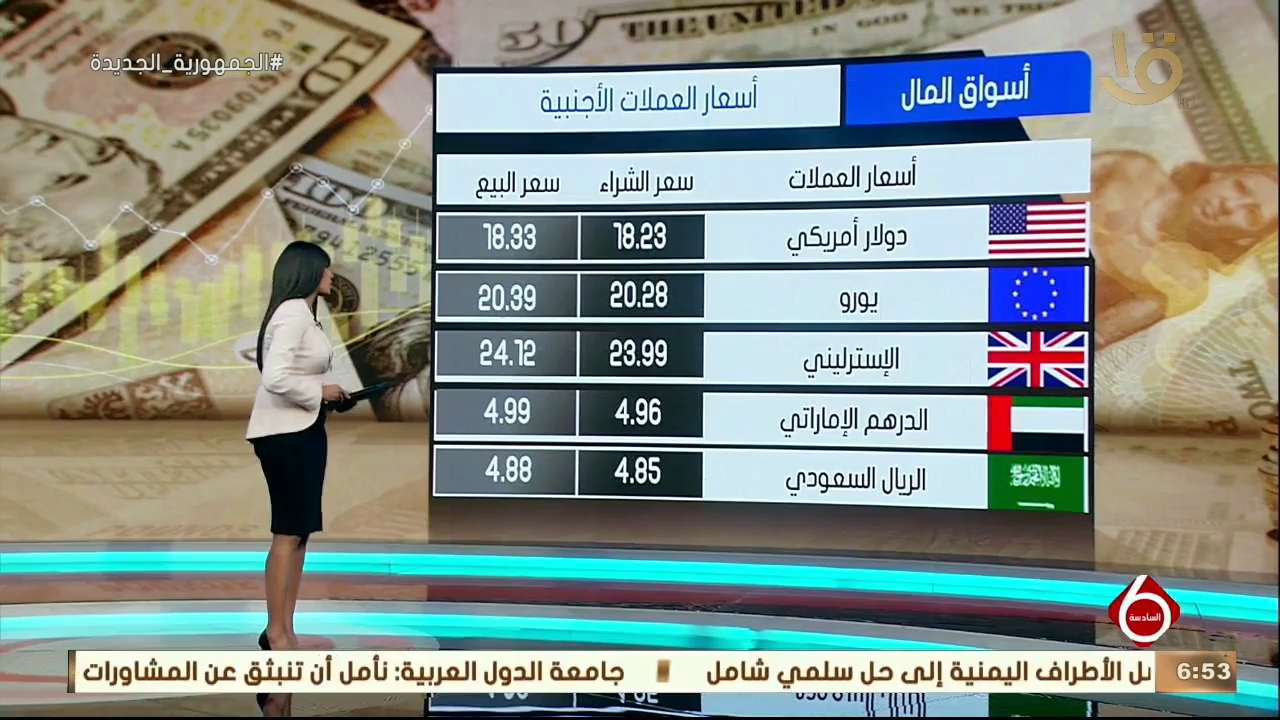 #الجمهورية_الجديدة
أسواق المال
أسعار العملات الأجنبية
أسعار العملات سعر الشراء سعر البيع
دولار أمريكي 18.23 18.33
يورو 20.28 20.39
الإسترليني 23.99 24.12
الدرهم الإماراتي 4.96 4.99
الريال السعودي 4.85 4.88
6
السادسة
6:53
الأطراف اليمنية إلى حل سلمي شامل
جامعة الدول العربية: نأمل أن تنبثق عن المشاورات